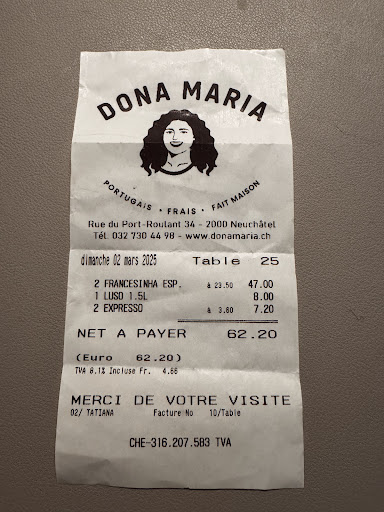 DONA MARIA
PORTUGAIS • FRAIS • FAIT MAISON
Rue du Port-Roulant 34 - 2000 Neuchâtel
Tél. 032 730 44 98 - www.donamaria.ch
dimanche 02 mars 2025 Table 25
2 FRANCESINHA ESP. à 23.50 47.00
1 LUSO 1.5L 8.00
2 EXPRESSO à 3.60 7.20
NET A PAYER 62.20
(Euro 62.20)
TVA 8.1% Incluse Fr. 4.66
MERCI DE VOTRE VISITE
02/ TATIANA Facture No 10/Table
CHE-316.207.583 TVA